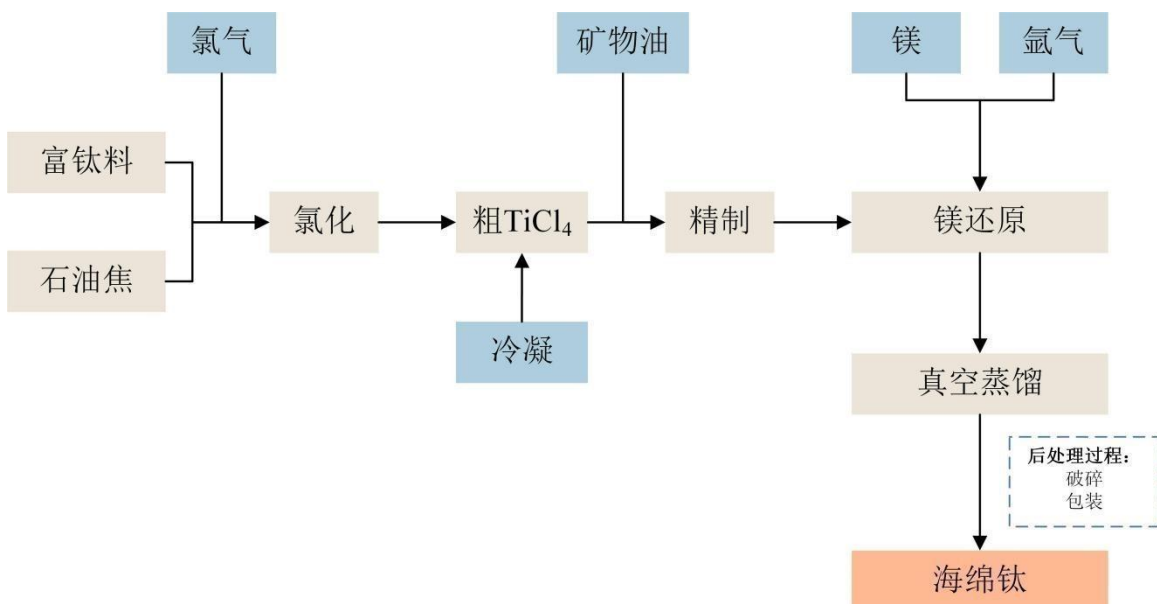 氯气
矿物油
镁
氩气
富钛料
氯化
粗TiCl₄
精制
镁还原
石油焦
冷凝
真空蒸馏
后处理过程：
破碎
包装
海绵钛